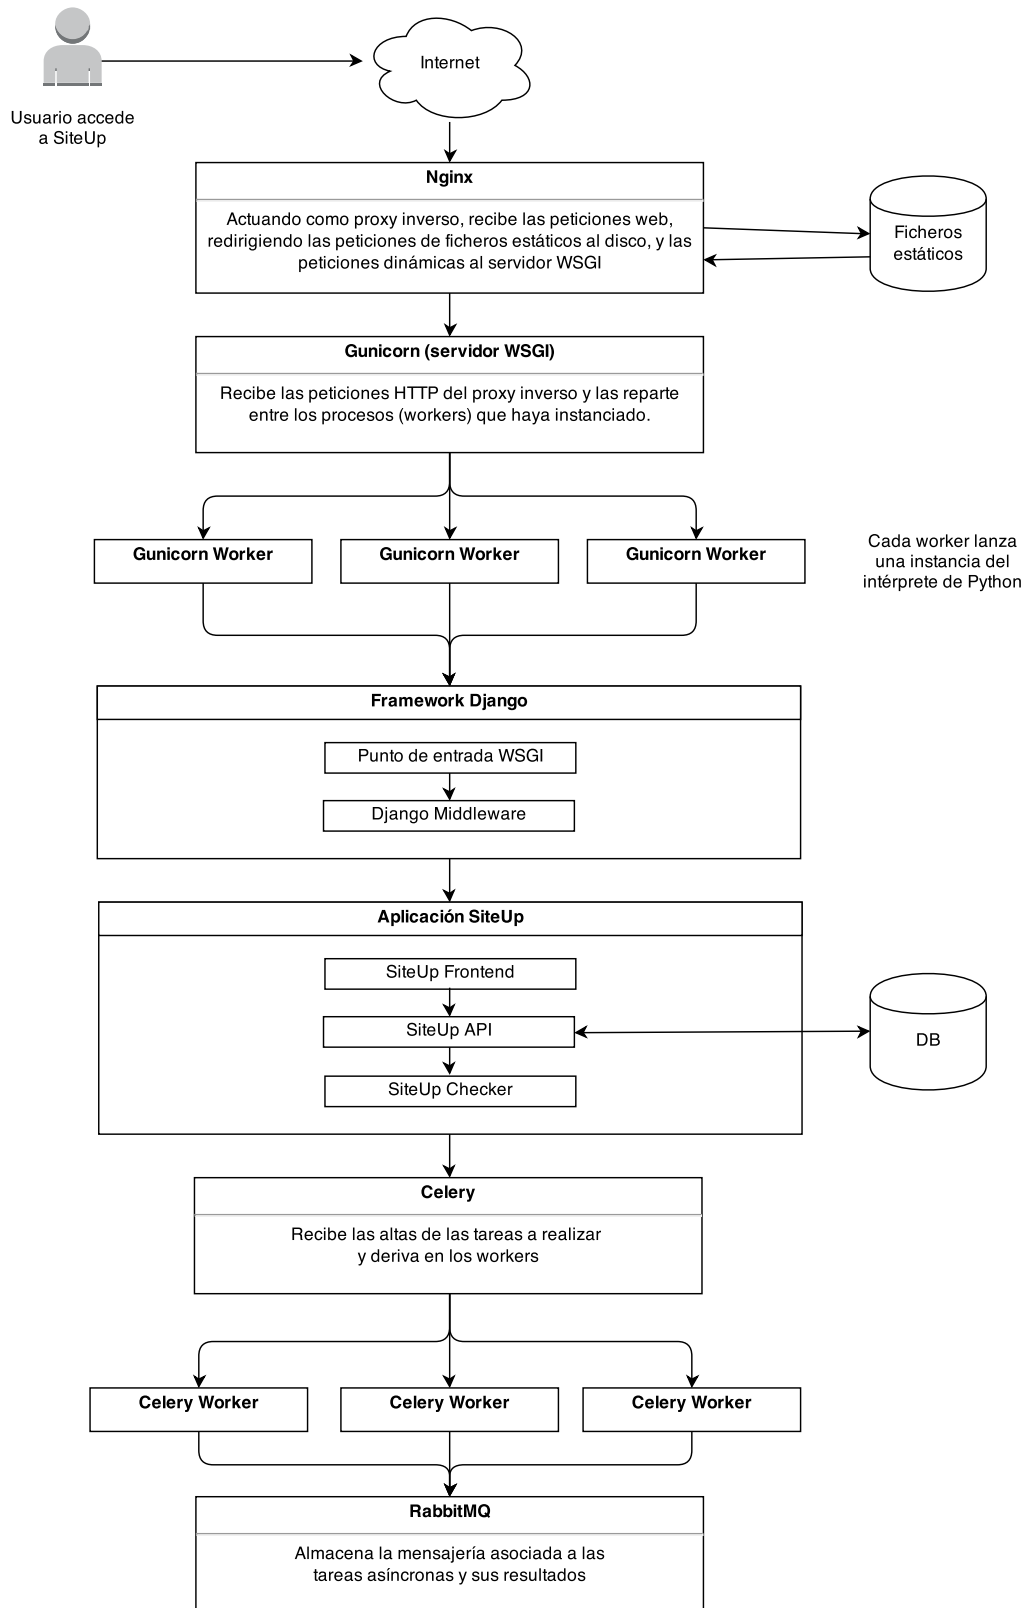 Internet
Usuario accede
a SiteUp
Nginx
Actuando como proxy inverso, recibe las peticiones web,
redirigiendo las peticiones de ficheros estáticos al disco, y las
peticiones dinámicas al servidor WSGI
Ficheros
estáticos
Gunicorn (servidor WSGI)
Recibe las peticiones HTTP del proxy inverso y las reparte
entre los procesos (workers) que haya instanciado.
Gunicorn Worker
Gunicorn Worker
Gunicorn Worker
Cada worker lanza
una instancia del
intérprete de Python
Framework Django
Punto de entrada WSGI
Django Middleware
Aplicación SiteUp
SiteUp Frontend
SiteUp API
SiteUp Checker
DB
Celery
Recibe las altas de las tareas a realizar
y deriva en los workers
Celery Worker
Celery Worker
Celery Worker
RabbitMQ
Almacena la mensajería asociada a las
tareas asíncronas y sus resultados